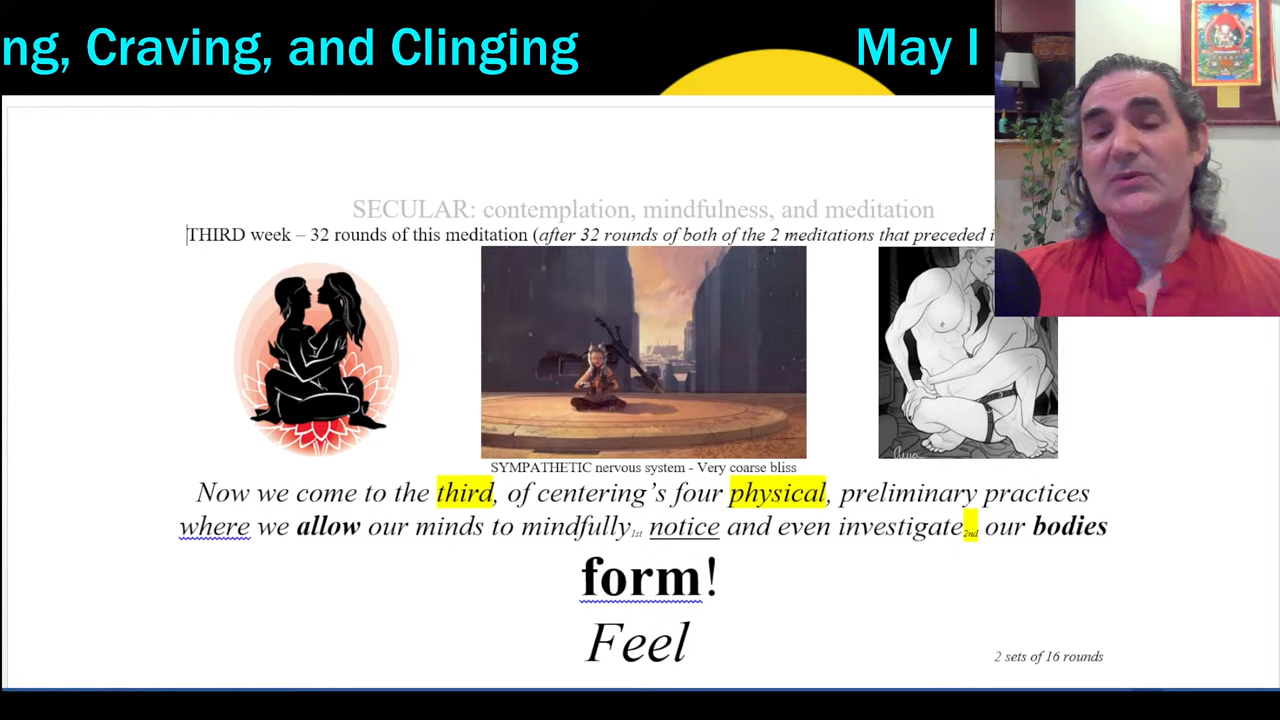 ng, Craving, and Clinging May I
SECULAR: contemplation, mindfulness, and meditation
THIRD week – 32 rounds of this meditation (after 32 rounds of both of the 2 meditations that preceded i
SYMPATHETIC nervous system - Very coarse bliss
Now we come to the third, of centering’s four physical, preliminary practices
where we allow our minds to mindfully1st notice and even investigate2nd our bodies
form!
Feel
2 sets of 16 rounds